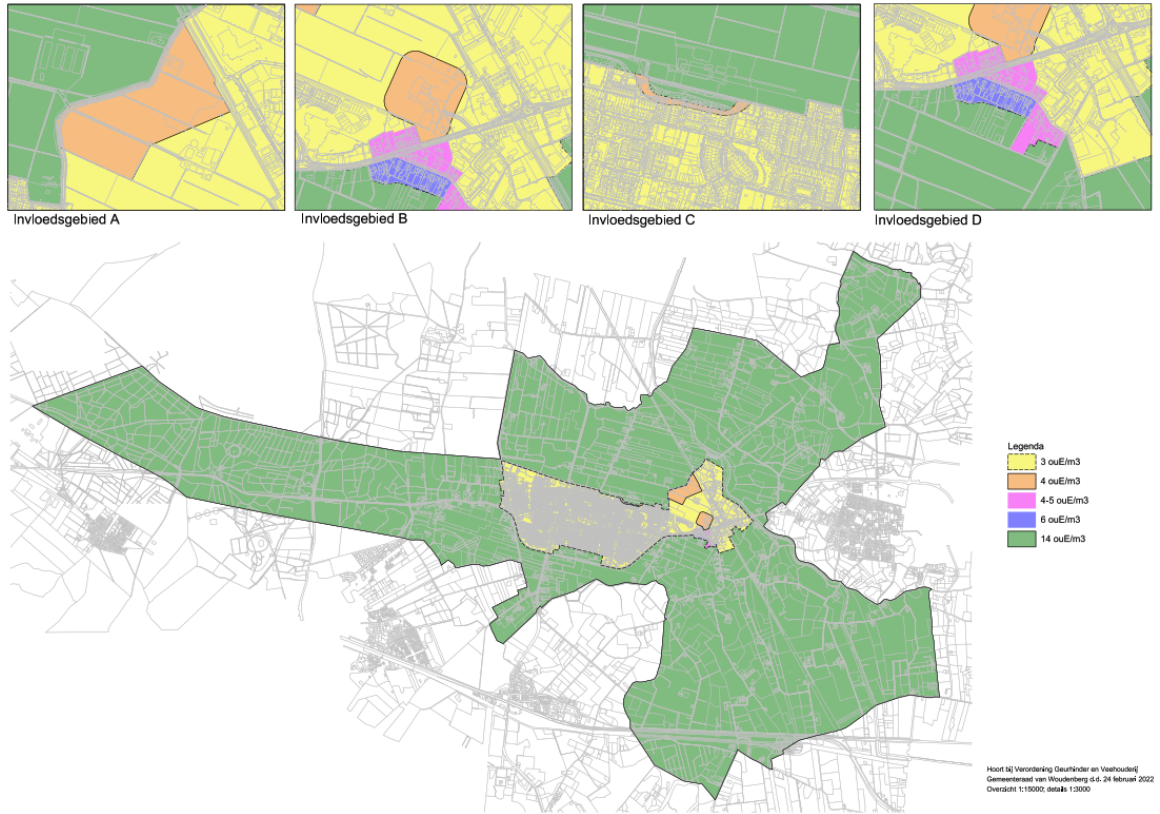 Invloedsgebied A
Invloedsgebied B
Invloedsgebied C
Invloedsgebied D
Legenda
3 ouE/m3
4 ouE/m3
4-5 ouE/m3
6 ouE/m3
14 ouE/m3
Hoort bij Verordening Geurhinder en Veehouderij
Gemeenteraad van Woudenberg d.d. 24 februari 2022
Overzicht 1:15000; details 1:3000